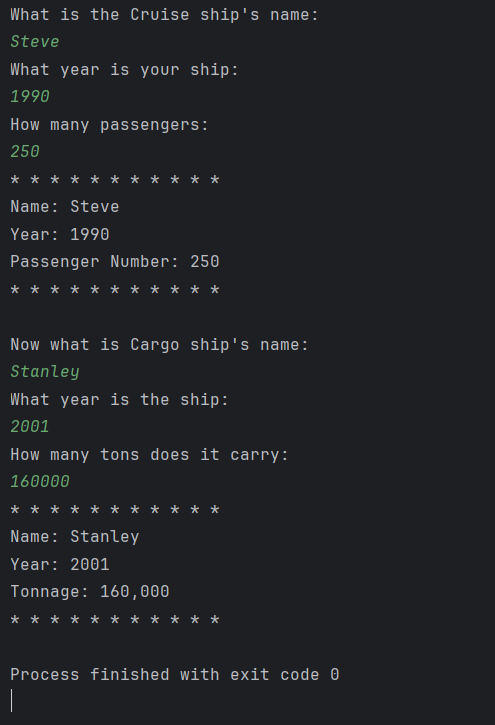 What is the Cruise ship's name:
Steve
What year is your ship:
1990
How many passengers:
250
* * * * * * * * * * *
Name: Steve
Year: 1990
Passenger Number: 250
* * * * * * * * * * *
Now what is Cargo ship's name:
Stanley
What year is the ship:
2001
How many tons does it carry:
160000
* * * * * * * * * * *
Name: Stanley
Year: 2001
Tonnage: 160,000
* * * * * * * * * * *
Process finished with exit code 0